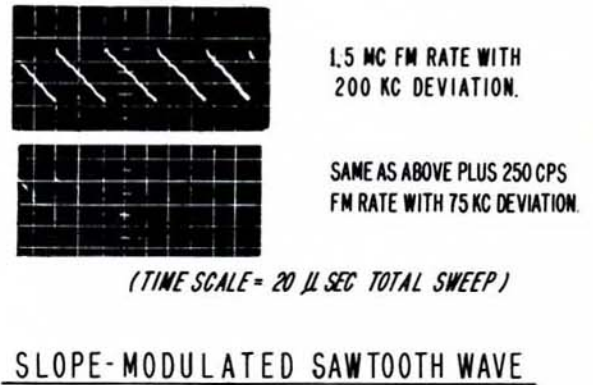 1.5 MC FM RATE WITH
200 KC DEVIATION.
SAME AS ABOVE PLUS 250 CPS
FM RATE WITH 75 KC DEVIATION.
(TIME SCALE = 20 µ SEC TOTAL SWEEP)
SLOPE-MODULATED SAWTOOTH WAVE